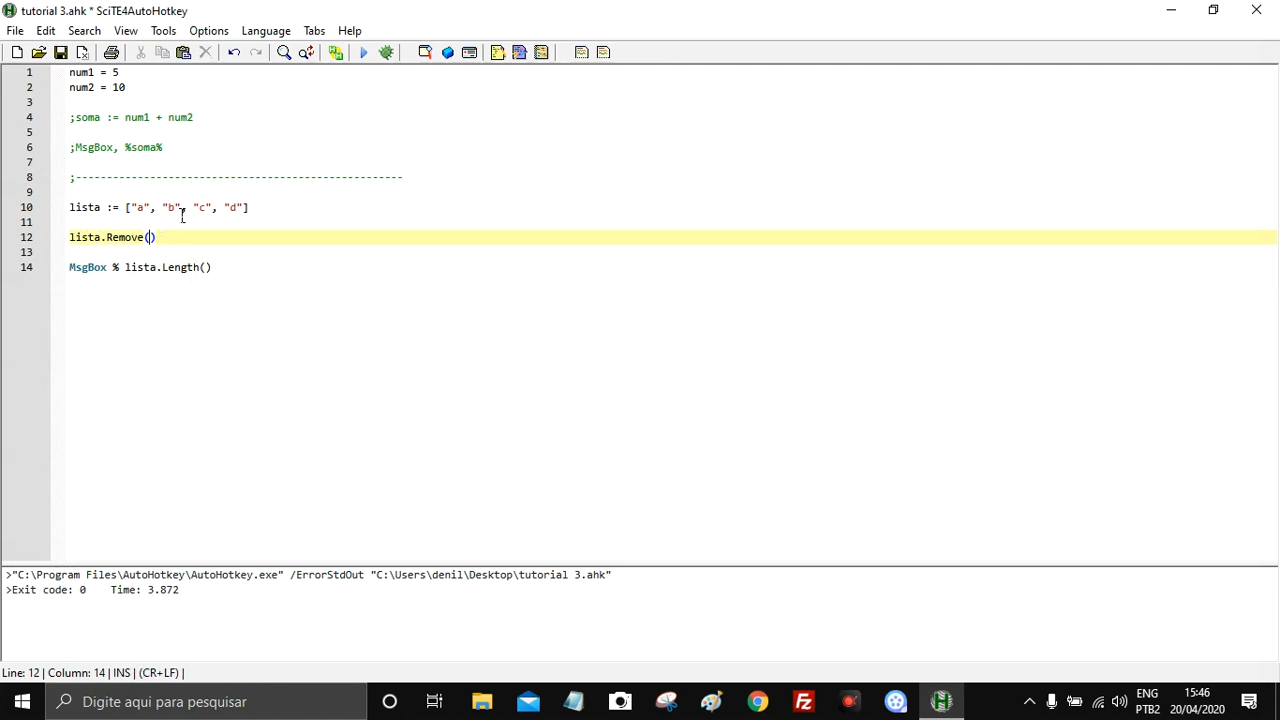 tutorial 3.ahk * SciTE4AutoHotkey
File Edit Search View Tools Options Language Tabs Help
1 num1 = 5
2 num2 = 10
3
4 ;soma := num1 + num2
5
6 ;MsgBox, %soma%
7
8 ;-----------------------------------------------------
9
10 lista := ["a", "b", "c", "d"]
11
12 lista.Remove()
13
14 MsgBox % lista.Length()
>"C:\Program Files\AutoHotkey\AutoHotkey.exe" /ErrorStdOut "C:\Users\denil\Desktop\tutorial 3.ahk"
>Exit code: 0 Time: 3.872
Line: 12 | Column: 14 | INS | (CR+LF) |
Digite aqui para pesquisar
ENG 15:46
PTB2 20/04/2020